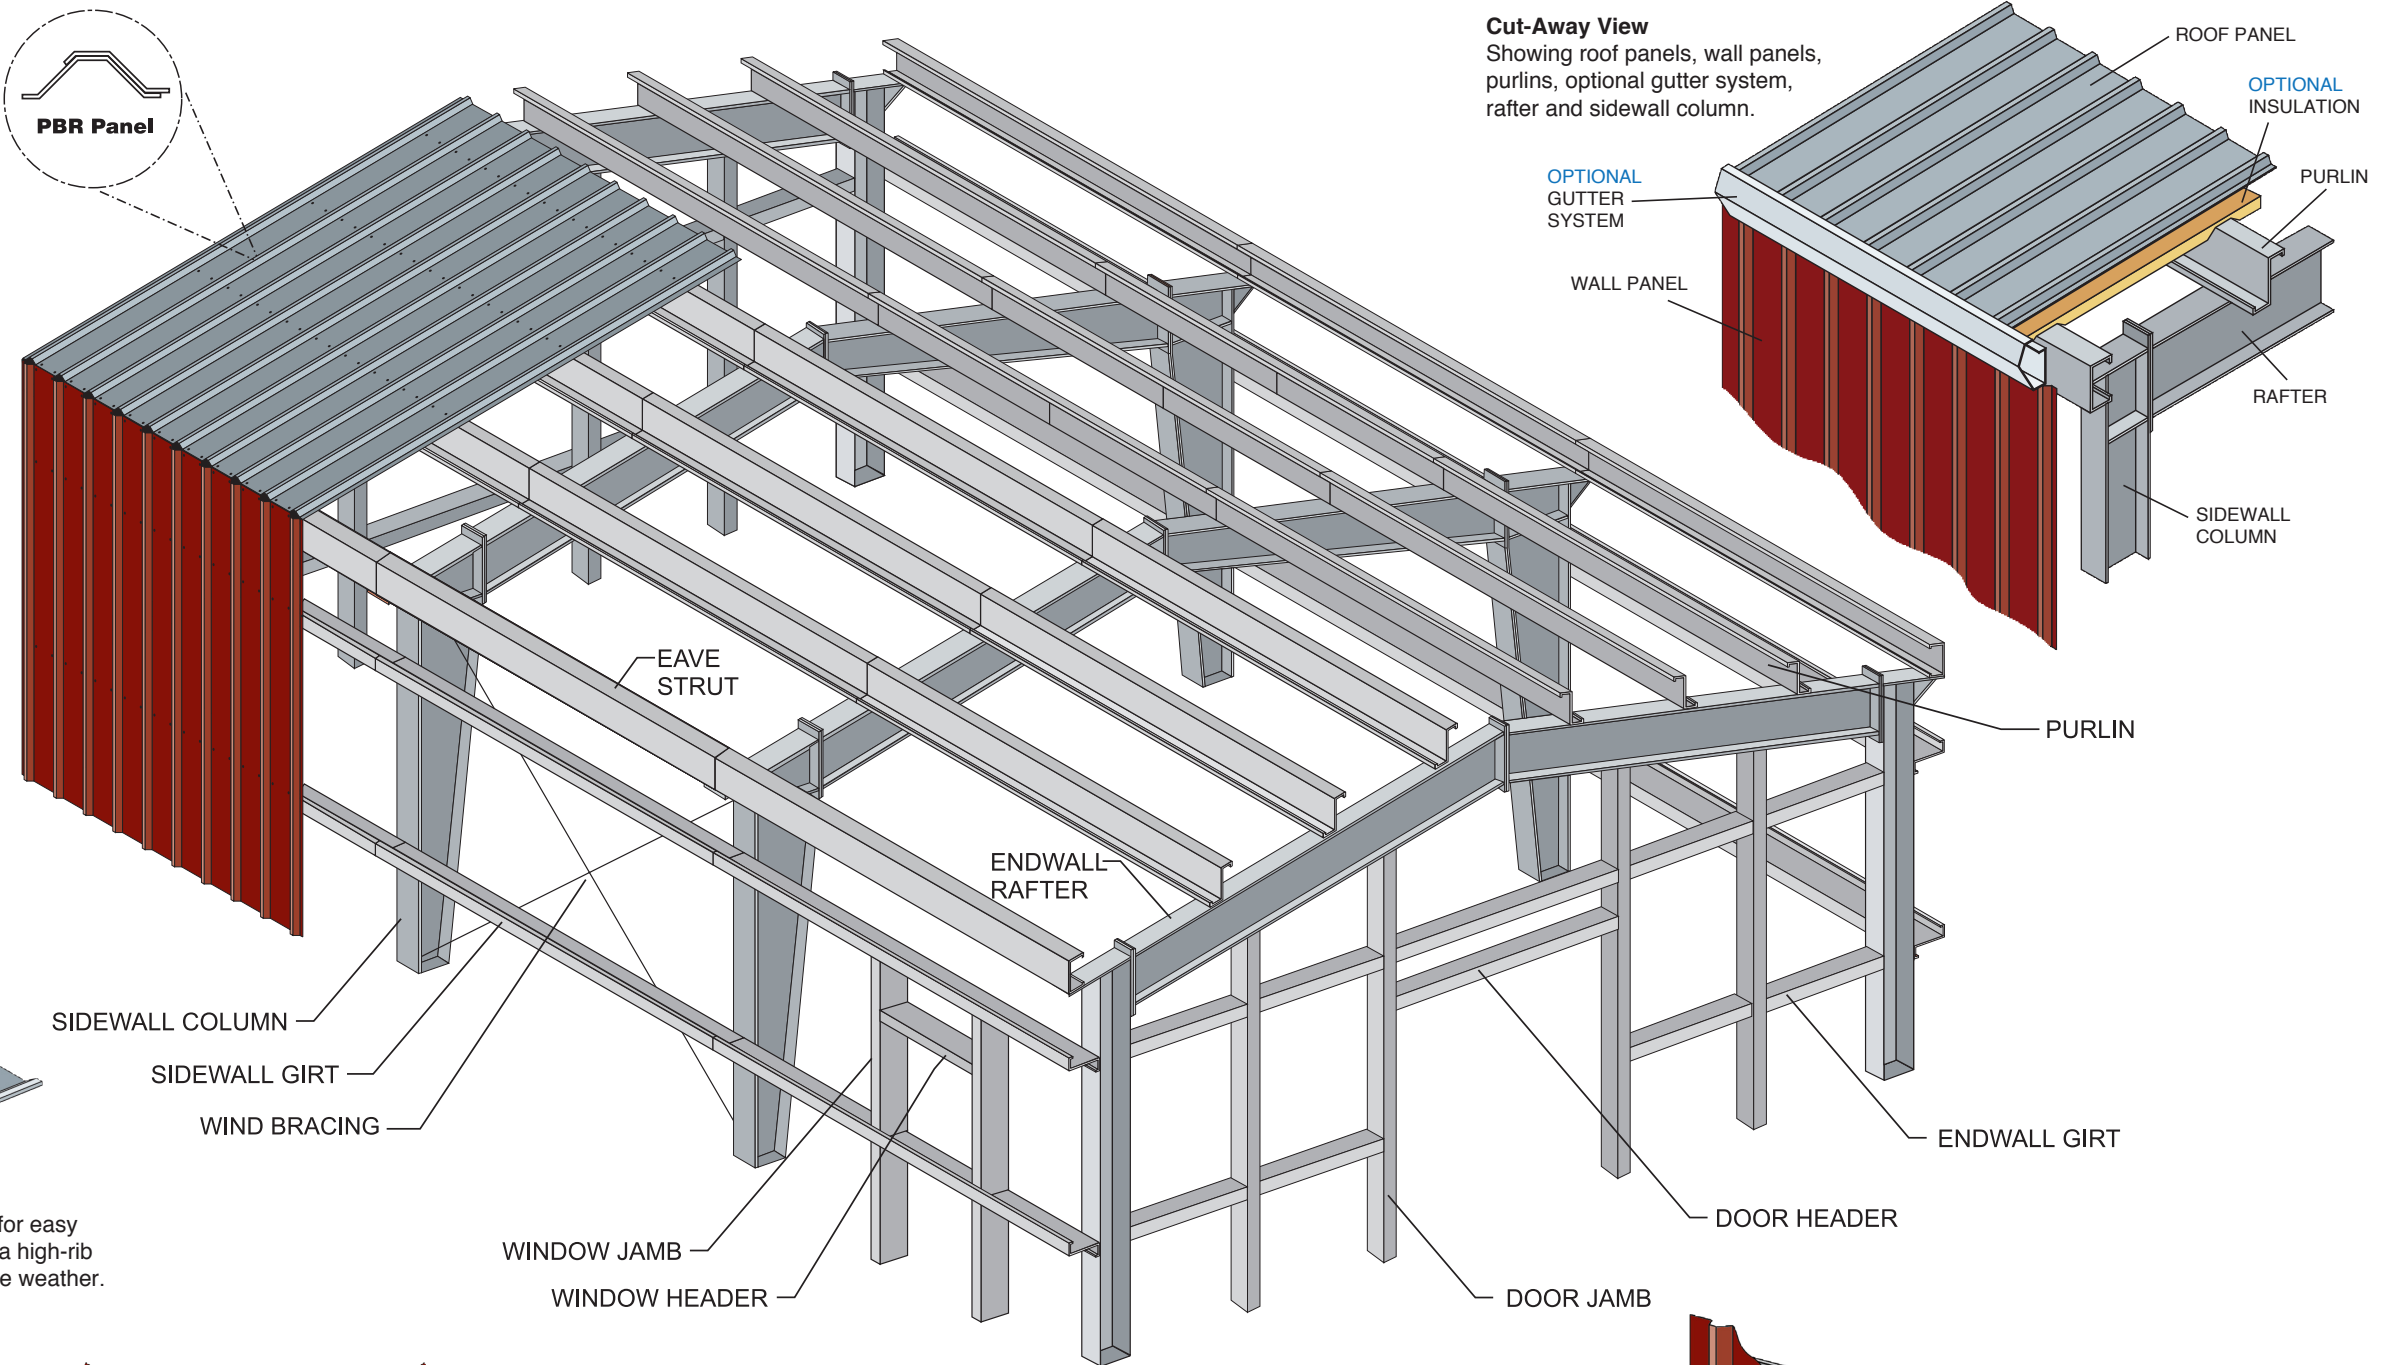 PBR Panel
Cut-Away View
Showing roof panels, wall panels,
purlins, optional gutter system,
rafter and sidewall column.
ROOF PANEL
OPTIONAL
INSULATION
OPTIONAL
GUTTER
SYSTEM
PURLIN
WALL PANEL
RAFTER
SIDEWALL
COLUMN
EAVE
STRUT
PURLIN
ENDWALL
RAFTER
SIDEWALL COLUMN
SIDEWALL GIRT
WIND BRACING
ENDWALL GIRT
DOOR HEADER
WINDOW JAMB
WINDOW HEADER
DOOR JAMB
for easy
a high-rib
e weather.